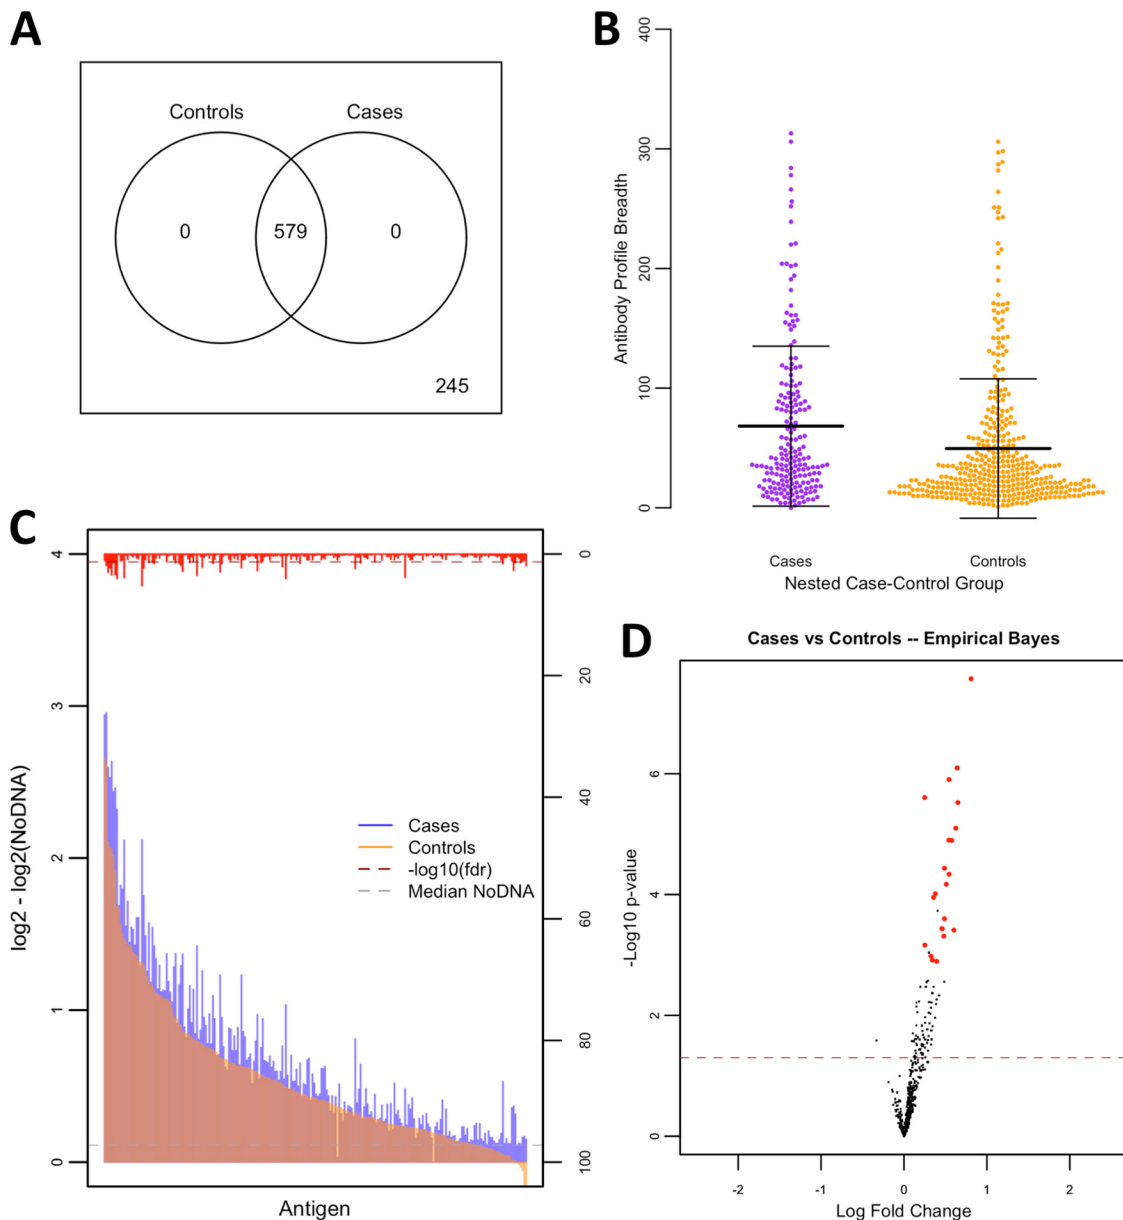 A
Controls
Cases
0
579
0
245
B
400
300
200
100
0
Antibody Profile Breadth
Cases
Controls
Nested Case-Control Group
C
4
3
2
1
0
log2 - log2(NoDNA)
0
20
40
60
80
100
Cases
Controls
-log10(fdr)
Median NoDNA
Antigen
D
Cases vs Controls -- Empirical Bayes
6
4
2
0
-Log10 p-value
-2
-1
0
1
2
Log Fold Change